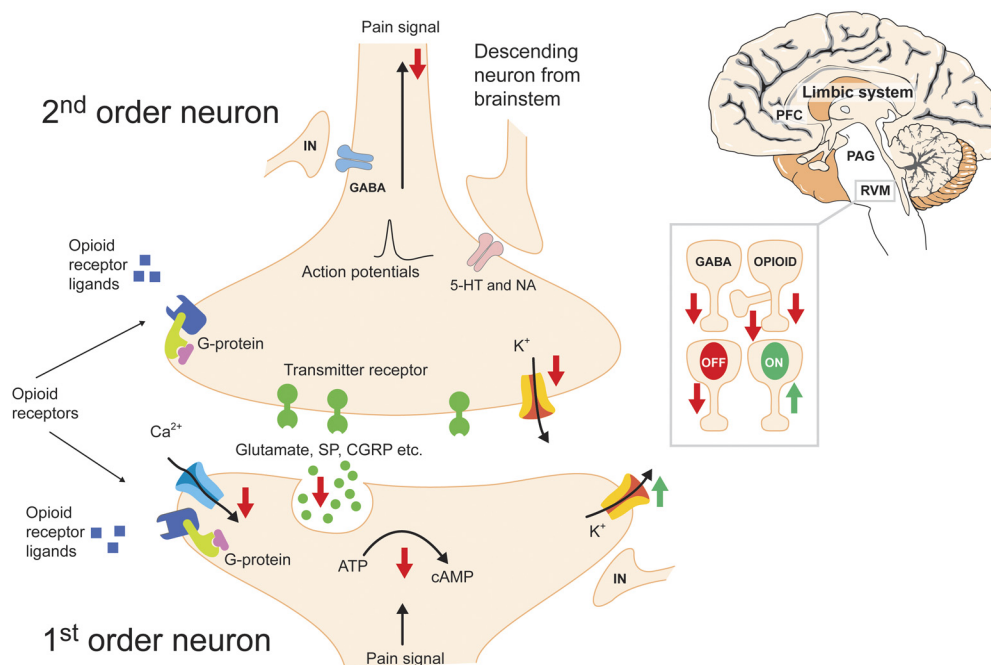 Pain signal
Descending
neuron from
brainstem
2nd order neuron
IN
GABA
Opioid
receptor
ligands
Action potentials
5-HT and NA
G-protein
Transmitter receptor
K+
Opioid
receptors
Ca2+
Glutamate, SP, CGRP etc.
Opioid
receptor
ligands
G-protein
ATP
cAMP
K+
IN
1st order neuron
Pain signal
Limbic system
PFC
PAG
RVM
GABA
OPIOID
OFF
ON